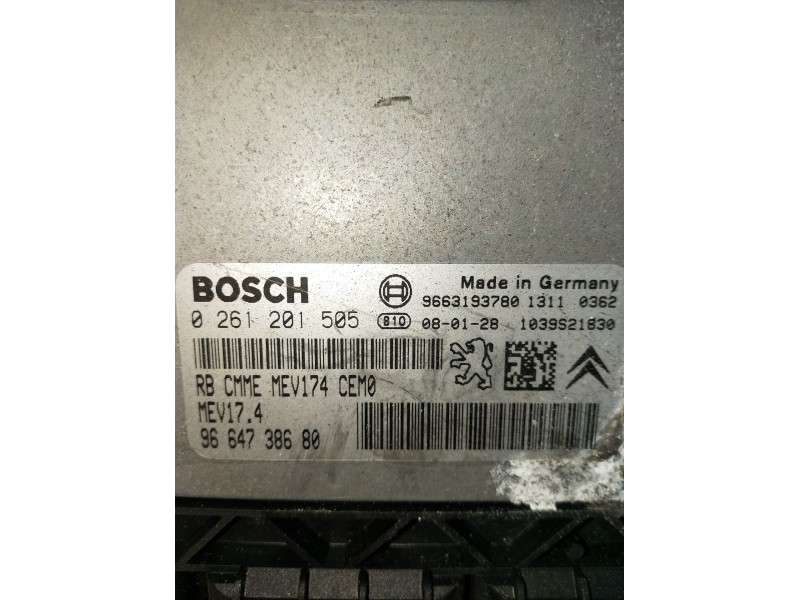 BOSCH
Made in Germany
9663193780 1311 0362
0 261 201 505
810
08-01-28 1039S21830
RB CMME MEV174 CEM0
MEV17.4
96 647 386 80